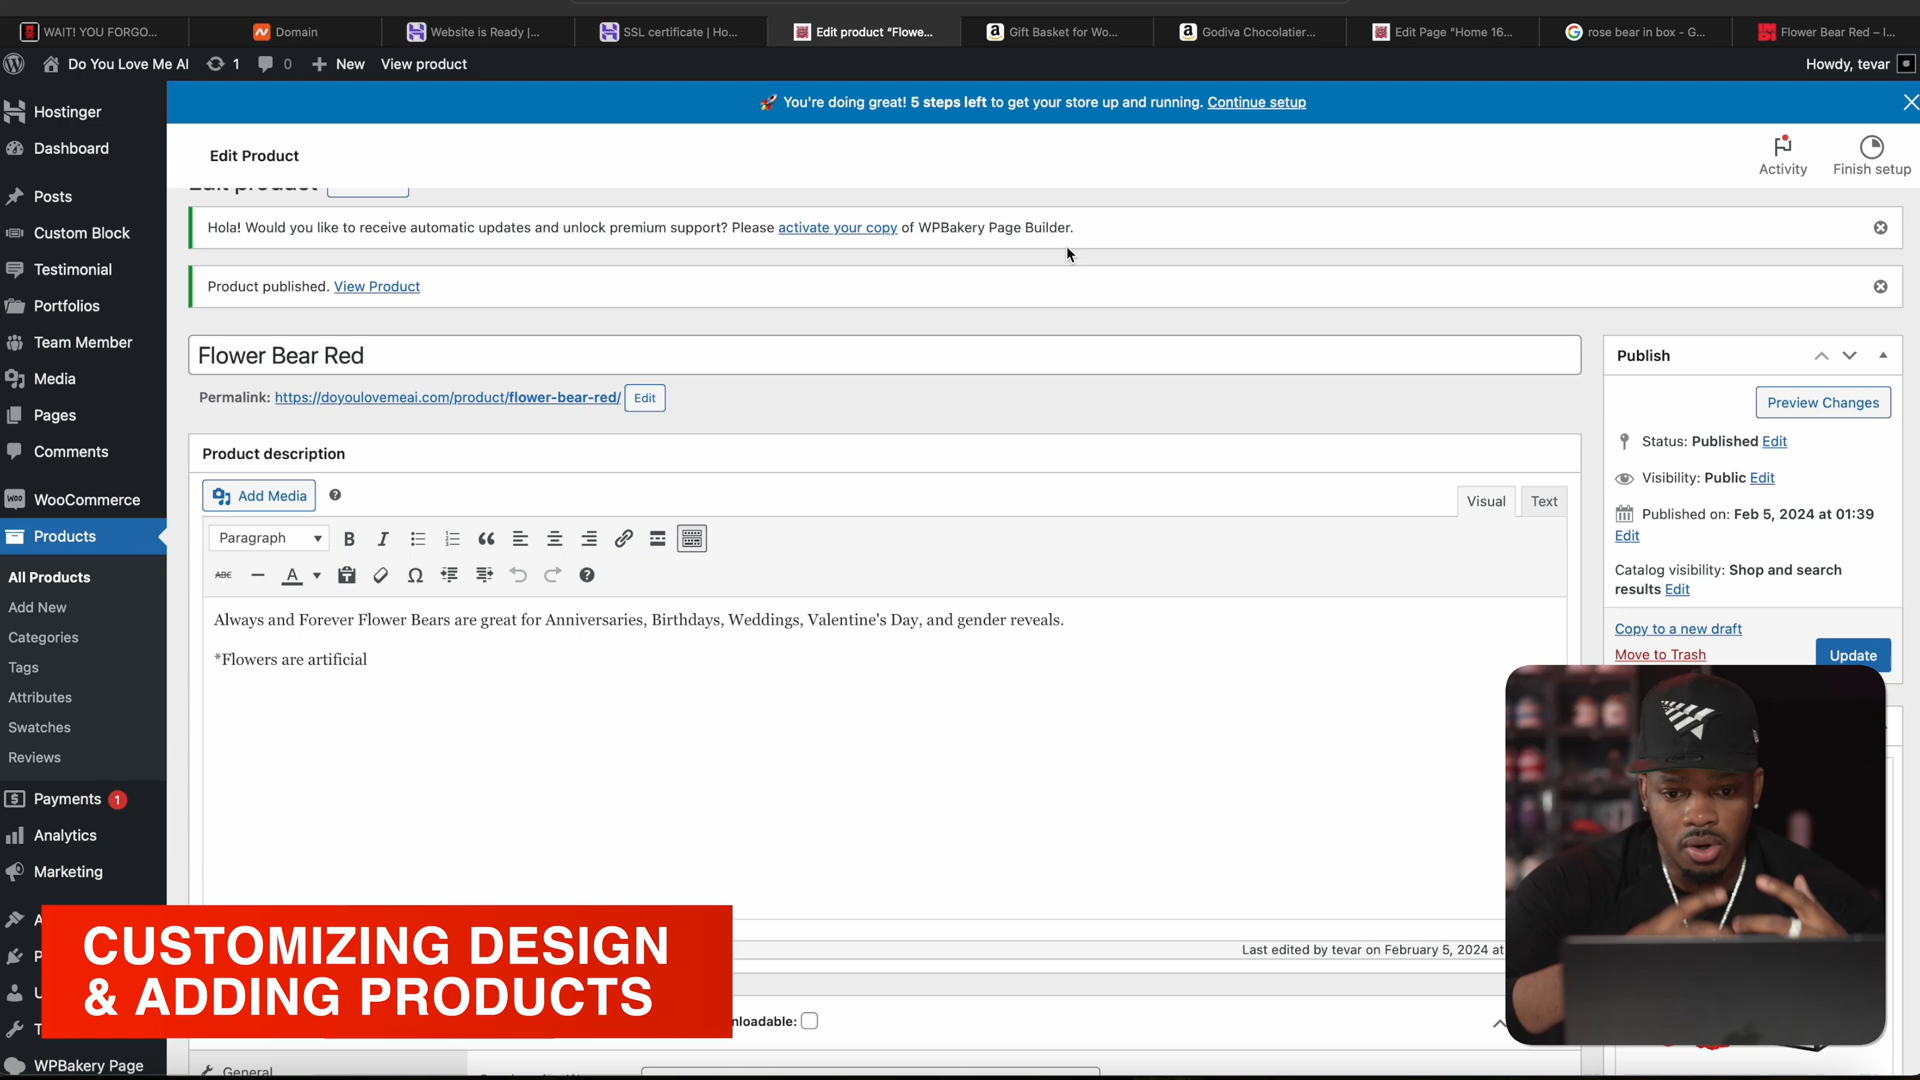 WAIT! YOU FORGO...
Domain
Website is Ready |...
SSL certificate | Ho...
Edit product “Flowe...
Gift Basket for Wo...
Godiva Chocolatier...
Edit Page “Home 16...
rose bear in box - G...
Flower Bear Red – I...
Do You Love Me AI
1
0
New
View product
Howdy, tevar
Hostinger
Dashboard
Posts
Custom Block
Testimonial
Portfolios
Team Member
Media
Pages
Comments
WooCommerce
Products
All Products
Add New
Categories
Tags
Attributes
Swatches
Reviews
Payments 1
Analytics
Marketing
WPBakery Page
🚀 You're doing great! 5 steps left to get your store up and running. Continue setup
Edit Product
Activity
Finish setup
Edit product
Hola! Would you like to receive automatic updates and unlock premium support? Please activate your copy of WPBakery Page Builder.
Product published. View Product
Flower Bear Red
Permalink: https://doyoulovemeai.com/product/flower-bear-red/ Edit
Product description
Add Media
Visual
Text
Paragraph
B
I
ABC
A
Ω
Always and Forever Flower Bears are great for Anniversaries, Birthdays, Weddings, Valentine's Day, and gender reveals.
*Flowers are artificial
Last edited by tevar on February 5, 2024 at
nloadable:
General
Publish
Preview Changes
Status: Published Edit
Visibility: Public Edit
Published on: Feb 5, 2024 at 01:39
Edit
Catalog visibility: Shop and search
results Edit
Copy to a new draft
Move to Trash
Update
CUSTOMIZING DESIGN
& ADDING PRODUCTS